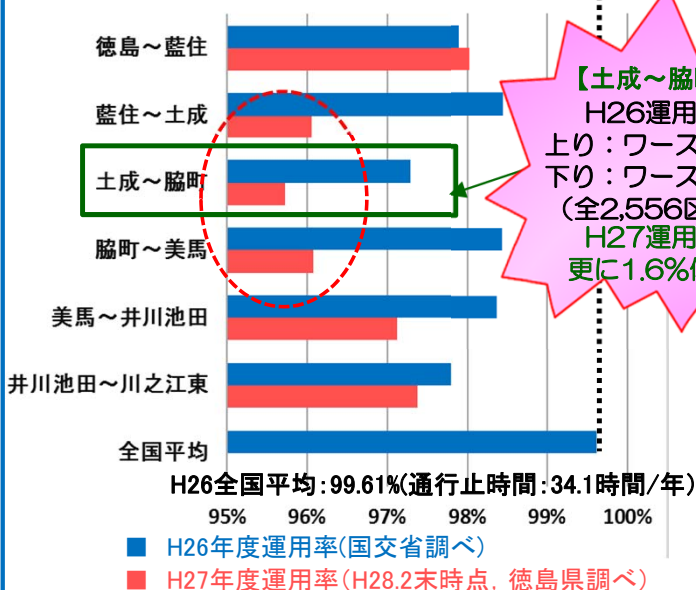 徳島～藍住
藍住～土成
土成～脇町
脇町～美馬
美馬～井川池田
井川池田～川之江東
全国平均
【土成～脇
H26運用
上り：ワース
下り：ワース
（全2,556区
H27運用
更に1.6%低
H26全国平均:99.61%(通行止時間:34.1時間/年)
95% 96% 97% 98% 99% 100%
H26年度運用率(国交省調べ)
H27年度運用率(H28.2末時点，徳島県調べ)